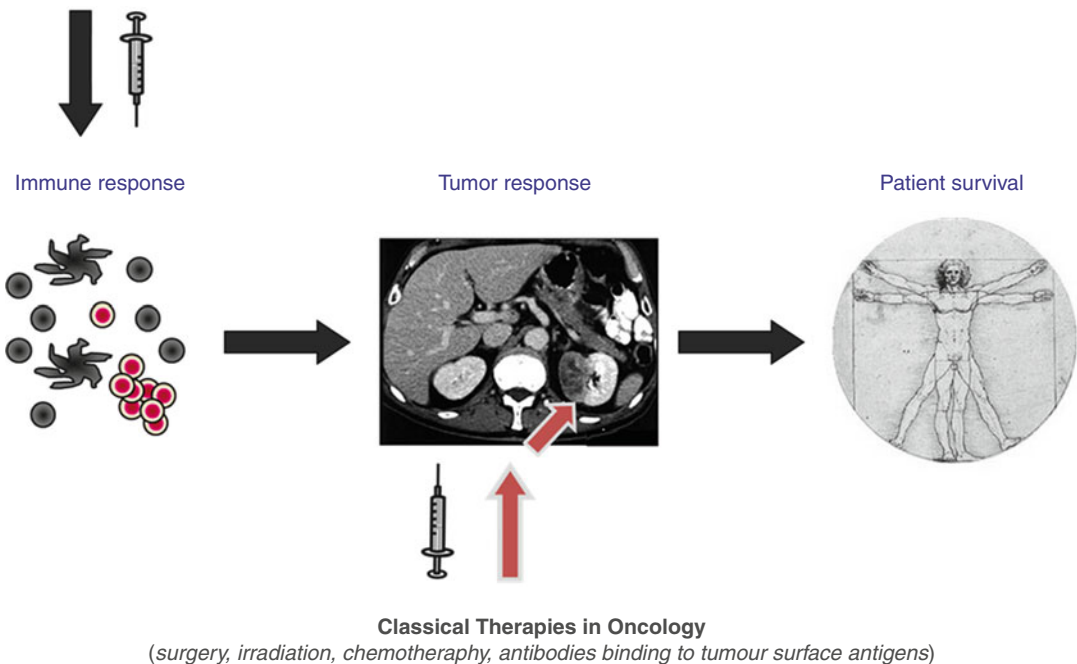 Immune response
Tumor response
Patient survival
Classical Therapies in Oncology
(surgery, irradiation, chemotheraphy, antibodies binding to tumour surface antigens)